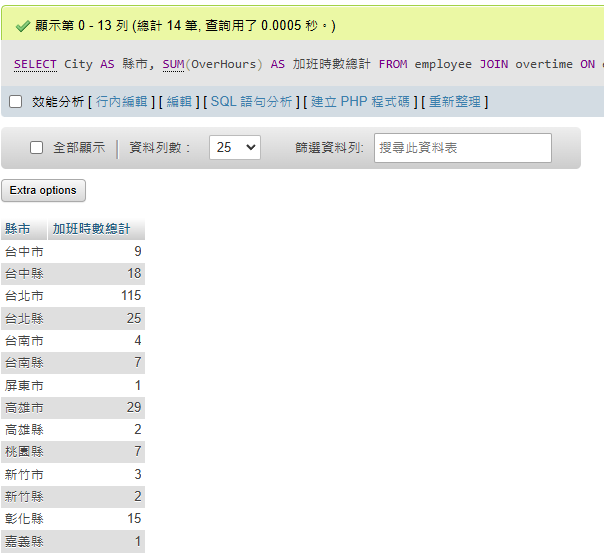 顯示第 0 - 13 列 (總計 14 筆, 查詢用了 0.0005 秒。)
SELECT City AS 縣市, SUM(OverHours) AS 加班時數總計 FROM employee JOIN overtime ON
效能分析 [ 行內編輯 ] [ 編輯 ] [ SQL 語句分析 ] [ 建立 PHP 程式碼 ] [ 重新整理 ]
全部顯示 | 資料列數： 25 篩選資料列: 搜尋此資料表
Extra options
縣市 加班時數總計
台中市 9
台中縣 18
台北市 115
台北縣 25
台南市 4
台南縣 7
屏東市 1
高雄市 29
高雄縣 2
桃園縣 7
新竹市 3
新竹縣 2
彰化縣 15
嘉義縣 1